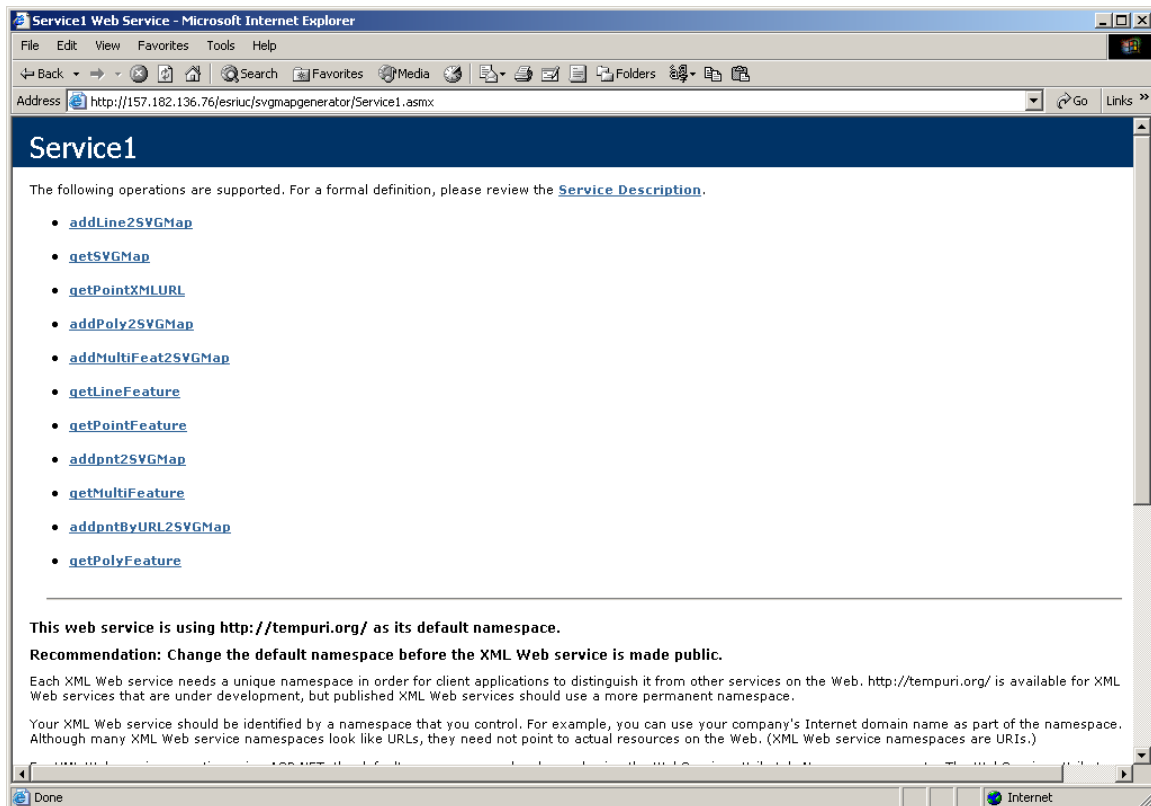 Service1 Web Service - Microsoft Internet Explorer
File Edit View Favorites Tools Help
Back Search Favorites Media Folders
Address http://157.182.136.76/esriuc/svgmapgenerator/Service1.asmx Go Links »
Service1
The following operations are supported. For a formal definition, please review the Service Description.
• addLine2SVGMap
• getSVGMap
• getPointXMLURL
• addPoly2SVGMap
• addMultiFeat2SVGMap
• getLineFeature
• getPointFeature
• addpnt2SVGMap
• getMultiFeature
• addpntByURL2SVGMap
• getPolyFeature
This web service is using http://tempuri.org/ as its default namespace.
Recommendation: Change the default namespace before the XML Web service is made public.
Each XML Web service needs a unique namespace in order for client applications to distinguish it from other services on the Web. http://tempuri.org/ is available for XML
Web services that are under development, but published XML Web services should use a more permanent namespace.
Your XML Web service should be identified by a namespace that you control. For example, you can use your company's Internet domain name as part of the namespace.
Although many XML Web service namespaces look like URLs, they need not point to actual resources on the Web. (XML Web service namespaces are URIs.)
Done Internet